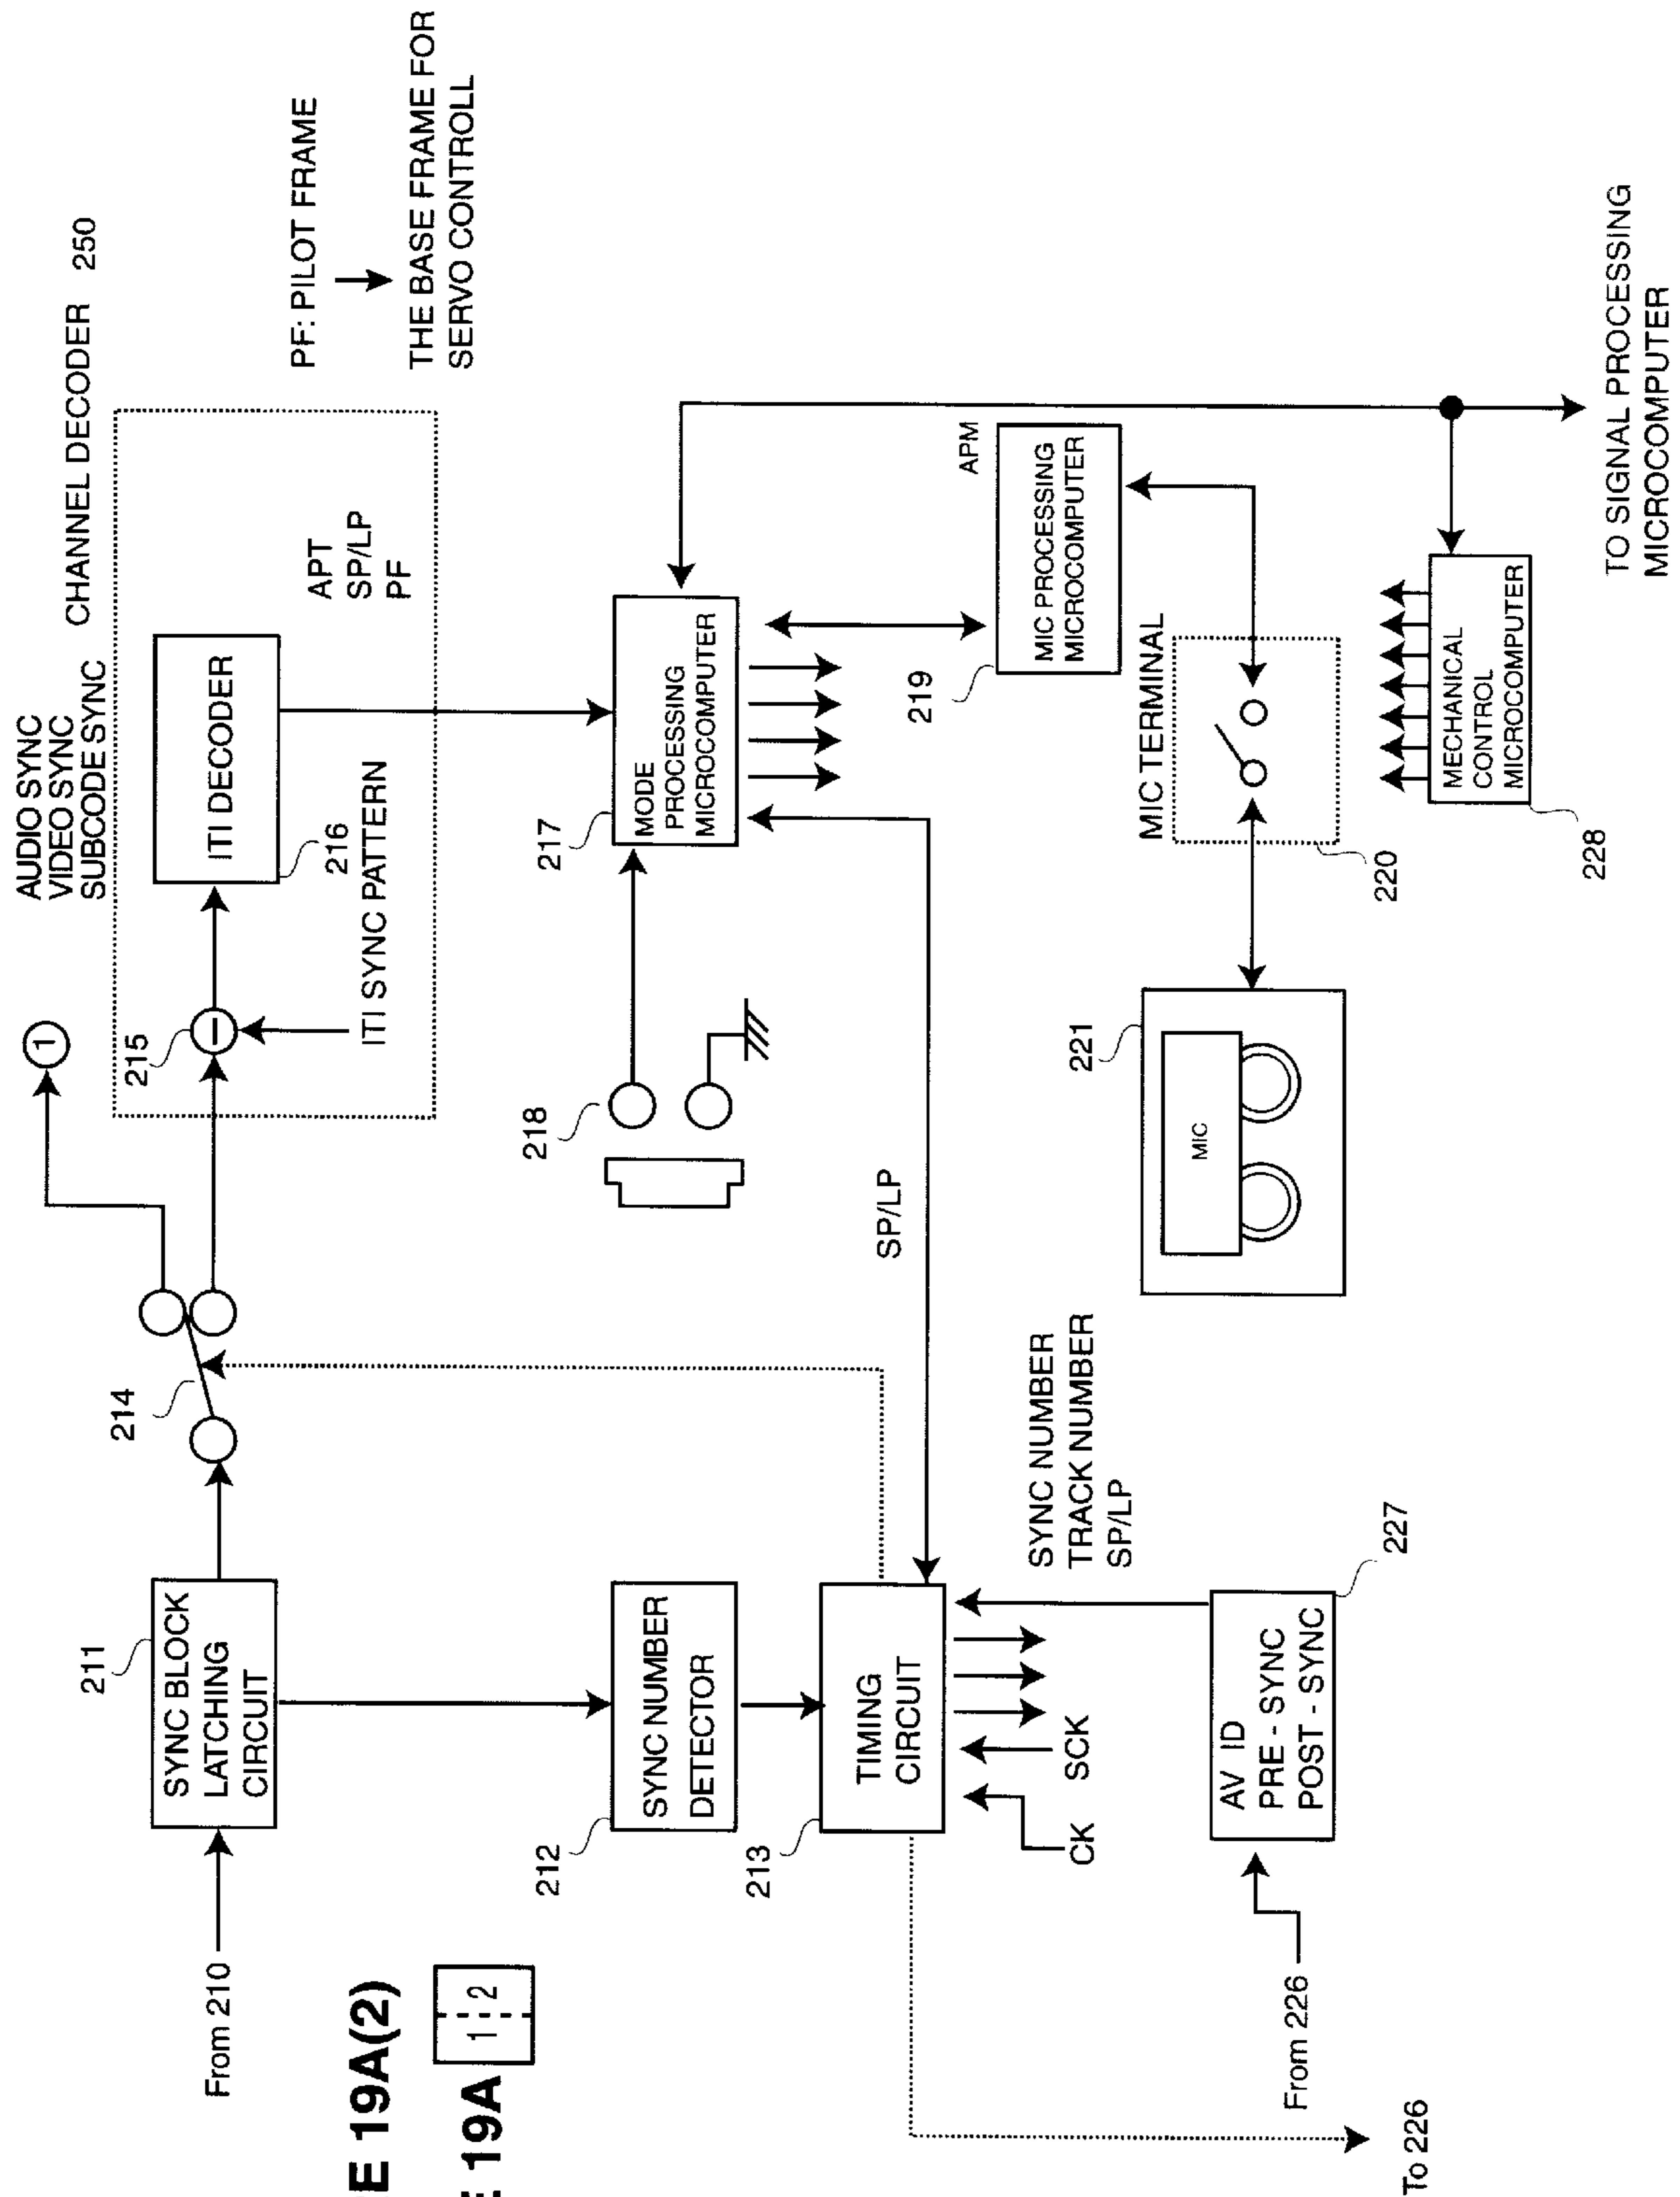 E 19A(2)
E 19A
1
2
From 210
211
SYNC BLOCK
LATCHING
CIRCUIT
214
1
AUDIO SYNC
VIDEO SYNC
SUBCODE SYNC
CHANNEL DECODER 250
215
ITI DECODER
216
ITI SYNC PATTERN
APT
SP/LP
PF
PF: PILOT FRAME
THE BASE FRAME FOR
SERVO CONTROLL
212
SYNC NUMBER
DETECTOR
218
217
MODE
PROCESSING
MICROCOMPUTER
213
TIMING
CIRCUIT
SP/LP
CK
SCK
SYNC NUMBER
TRACK NUMBER
SP/LP
219
APM
MIC PROCESSING
MICROCOMPUTER
MIC TERMINAL
220
221
MIC
From 226
AV ID
PRE - SYNC
POST - SYNC
227
To 226
MECHANICAL
CONTROL
MICROCOMPUTER
228
TO SIGNAL PROCESSING
MICROCOMPUTER